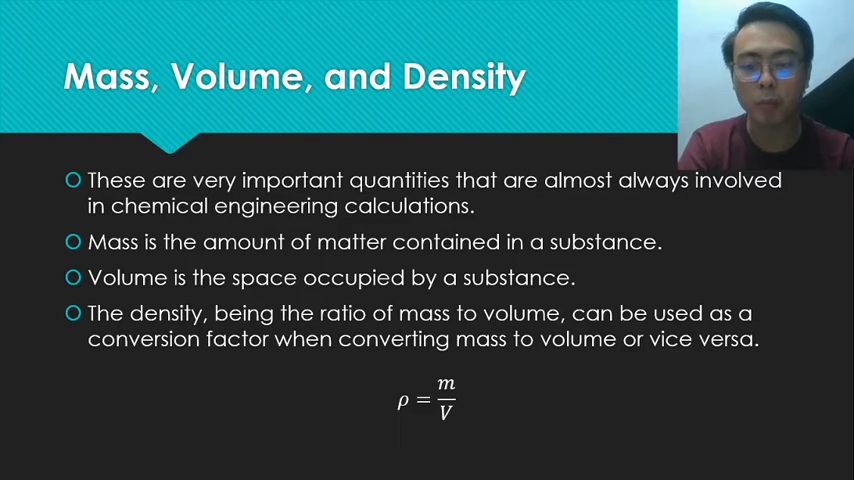 Mass, Volume, and Density
These are very important quantities that are almost always involved
in chemical engineering calculations.
Mass is the amount of matter contained in a substance.
Volume is the space occupied by a substance.
The density, being the ratio of mass to volume, can be used as a
conversion factor when converting mass to volume or vice versa.
ρ = m/V